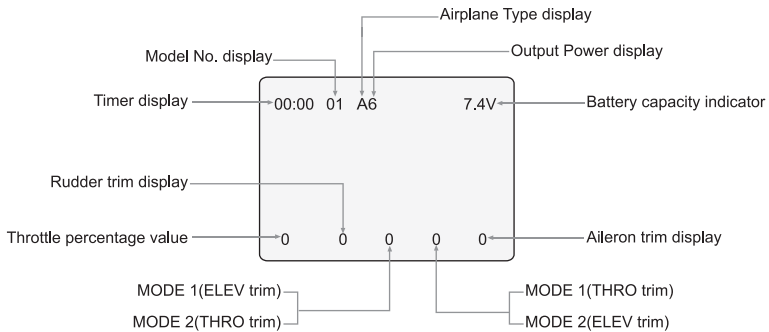 Airplane Type display
Output Power display
Model No. display
Timer display
00:00 01 A6 7.4V
Battery capacity indicator
Rudder trim display
Throttle percentage value
0 0 0 0 0
Aileron trim display
MODE 1(ELEV trim)
MODE 2(THRO trim)
MODE 1(THRO trim)
MODE 2(ELEV trim)